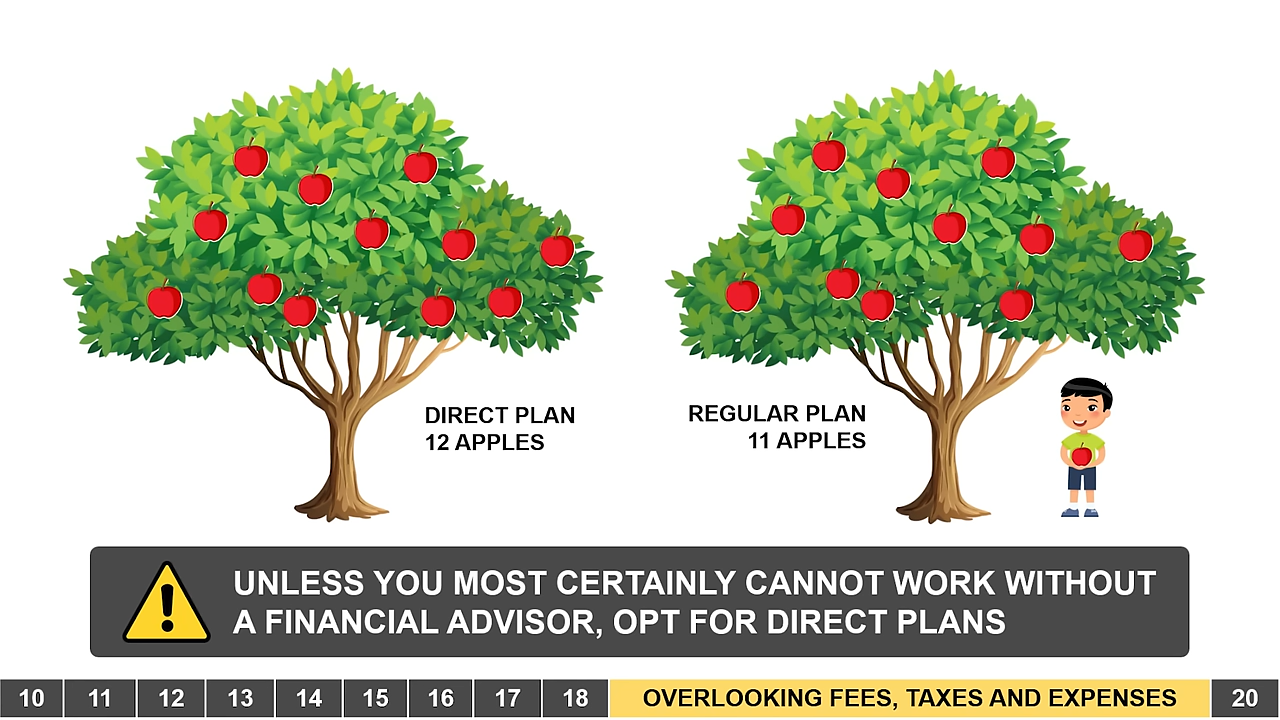 DIRECT PLAN
12 APPLES
REGULAR PLAN
11 APPLES
UNLESS YOU MOST CERTAINLY CANNOT WORK WITHOUT
A FINANCIAL ADVISOR, OPT FOR DIRECT PLANS
10 11 12 13 14 15 16 17 18 OVERLOOKING FEES, TAXES AND EXPENSES 20